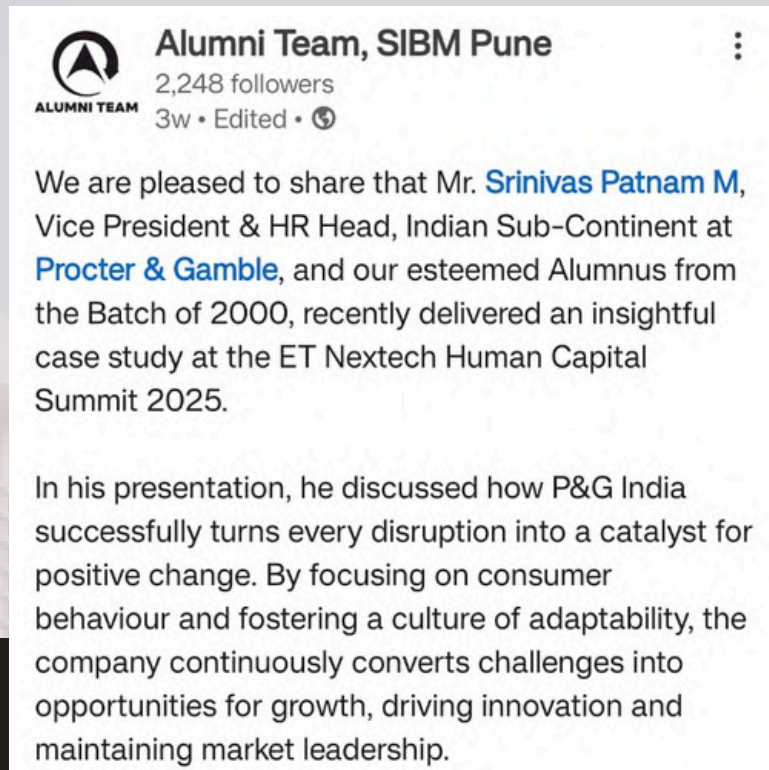 Alumni Team, SIBM Pune
2,248 followers
ALUMNI TEAM
3w • Edited •
We are pleased to share that Mr. Srinivas Patnam M,
Vice President & HR Head, Indian Sub-Continent at
Procter & Gamble, and our esteemed Alumnus from
the Batch of 2000, recently delivered an insightful
case study at the ET Nextech Human Capital
Summit 2025.
In his presentation, he discussed how P&G India
successfully turns every disruption into a catalyst for
positive change. By focusing on consumer
behaviour and fostering a culture of adaptability, the
company continuously converts challenges into
opportunities for growth, driving innovation and
maintaining market leadership.